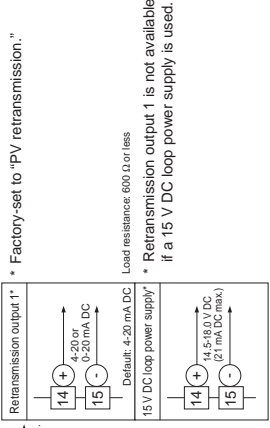 Retransmission output 1*
14
+
15
-
4-20 or
0-20 mA DC
Default: 4-20 mA DC
* Factory-set to “PV retransmission.”
Load resistance: 600 Ω or less
15 V DC loop power supply*
14
+
15
-
14.5-18.0 V DC
(21 mA DC max.)
* Retransmission output 1 is not available
if a 15 V DC loop power supply is used.